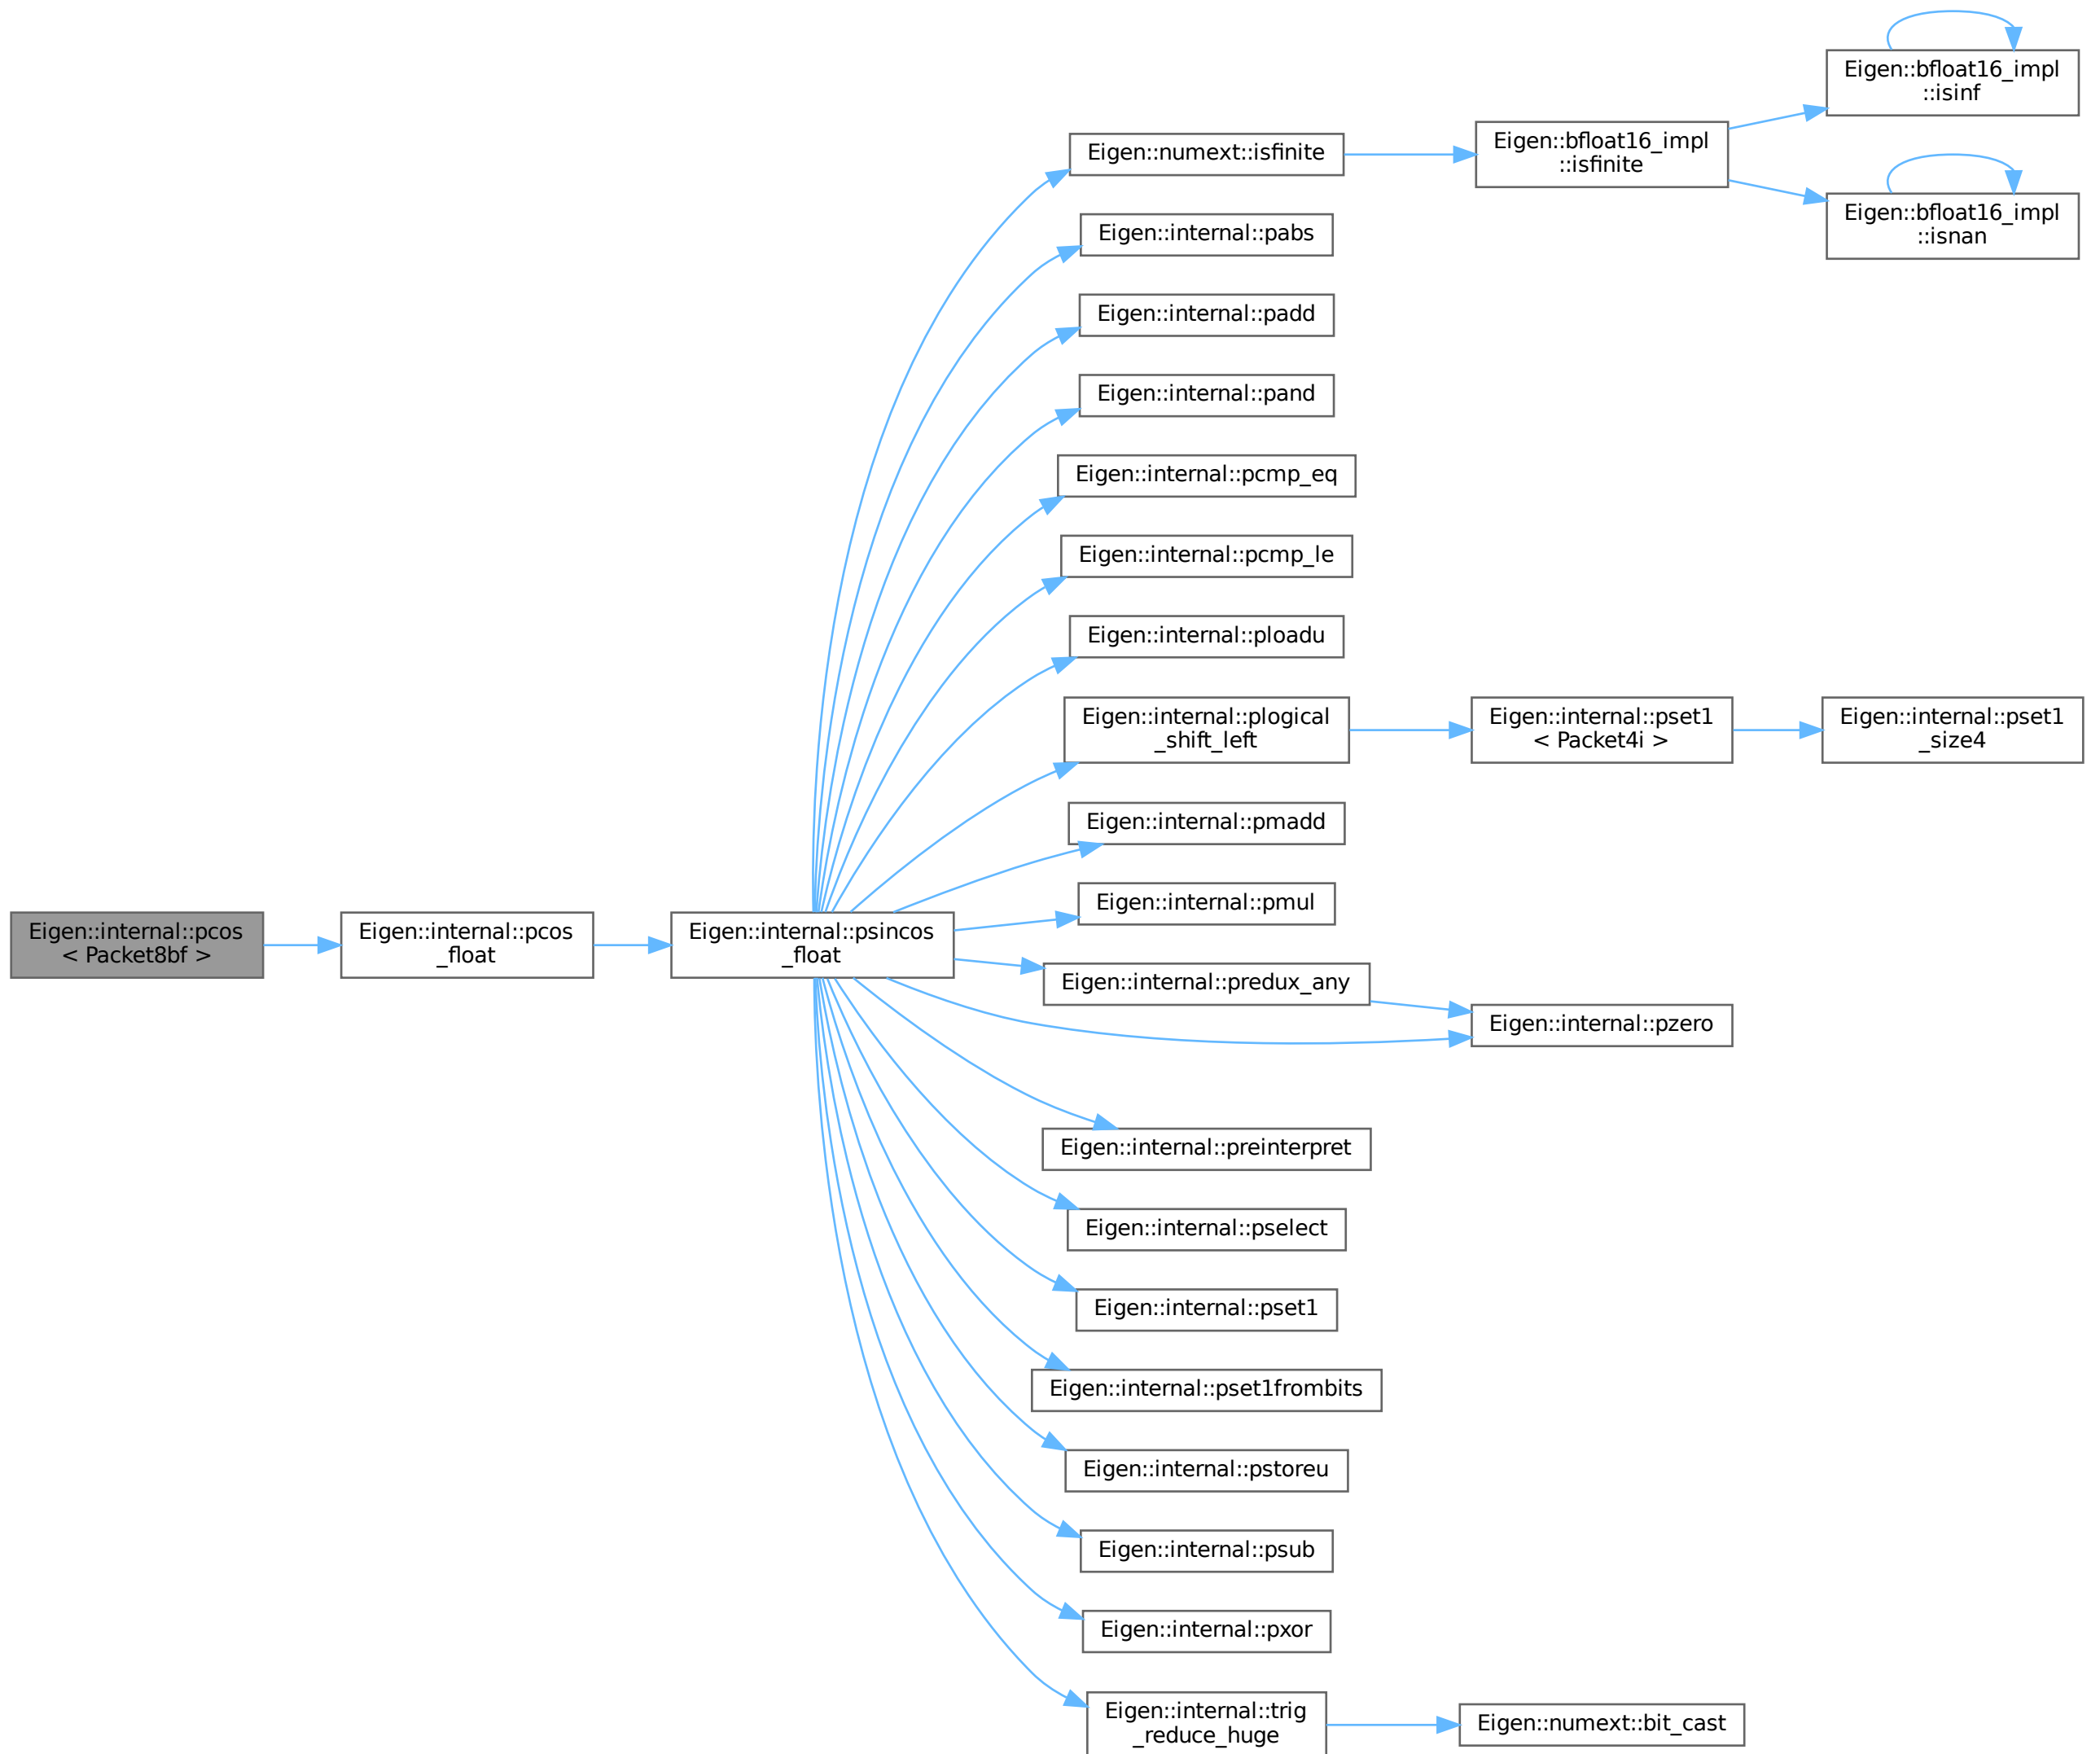 Eigen::bfloat16_impl
::isinf
Eigen::numext::isfinite
Eigen::bfloat16_impl
::isfinite
Eigen::bfloat16_impl
::isnan
Eigen::internal::pabs
Eigen::internal::padd
Eigen::internal::pand
Eigen::internal::pcmp_eq
Eigen::internal::pcmp_le
Eigen::internal::ploadu
Eigen::internal::plogical
_shift_left
Eigen::internal::pset1
< Packet4i >
Eigen::internal::pset1
_size4
Eigen::internal::pmadd
Eigen::internal::pmul
Eigen::internal::pcos
< Packet8bf >
Eigen::internal::pcos
_float
Eigen::internal::psincos
_float
Eigen::internal::predux_any
Eigen::internal::pzero
Eigen::internal::preinterpret
Eigen::internal::pselect
Eigen::internal::pset1
Eigen::internal::pset1frombits
Eigen::internal::pstoreu
Eigen::internal::psub
Eigen::internal::pxor
Eigen::internal::trig
_reduce_huge
Eigen::numext::bit_cast